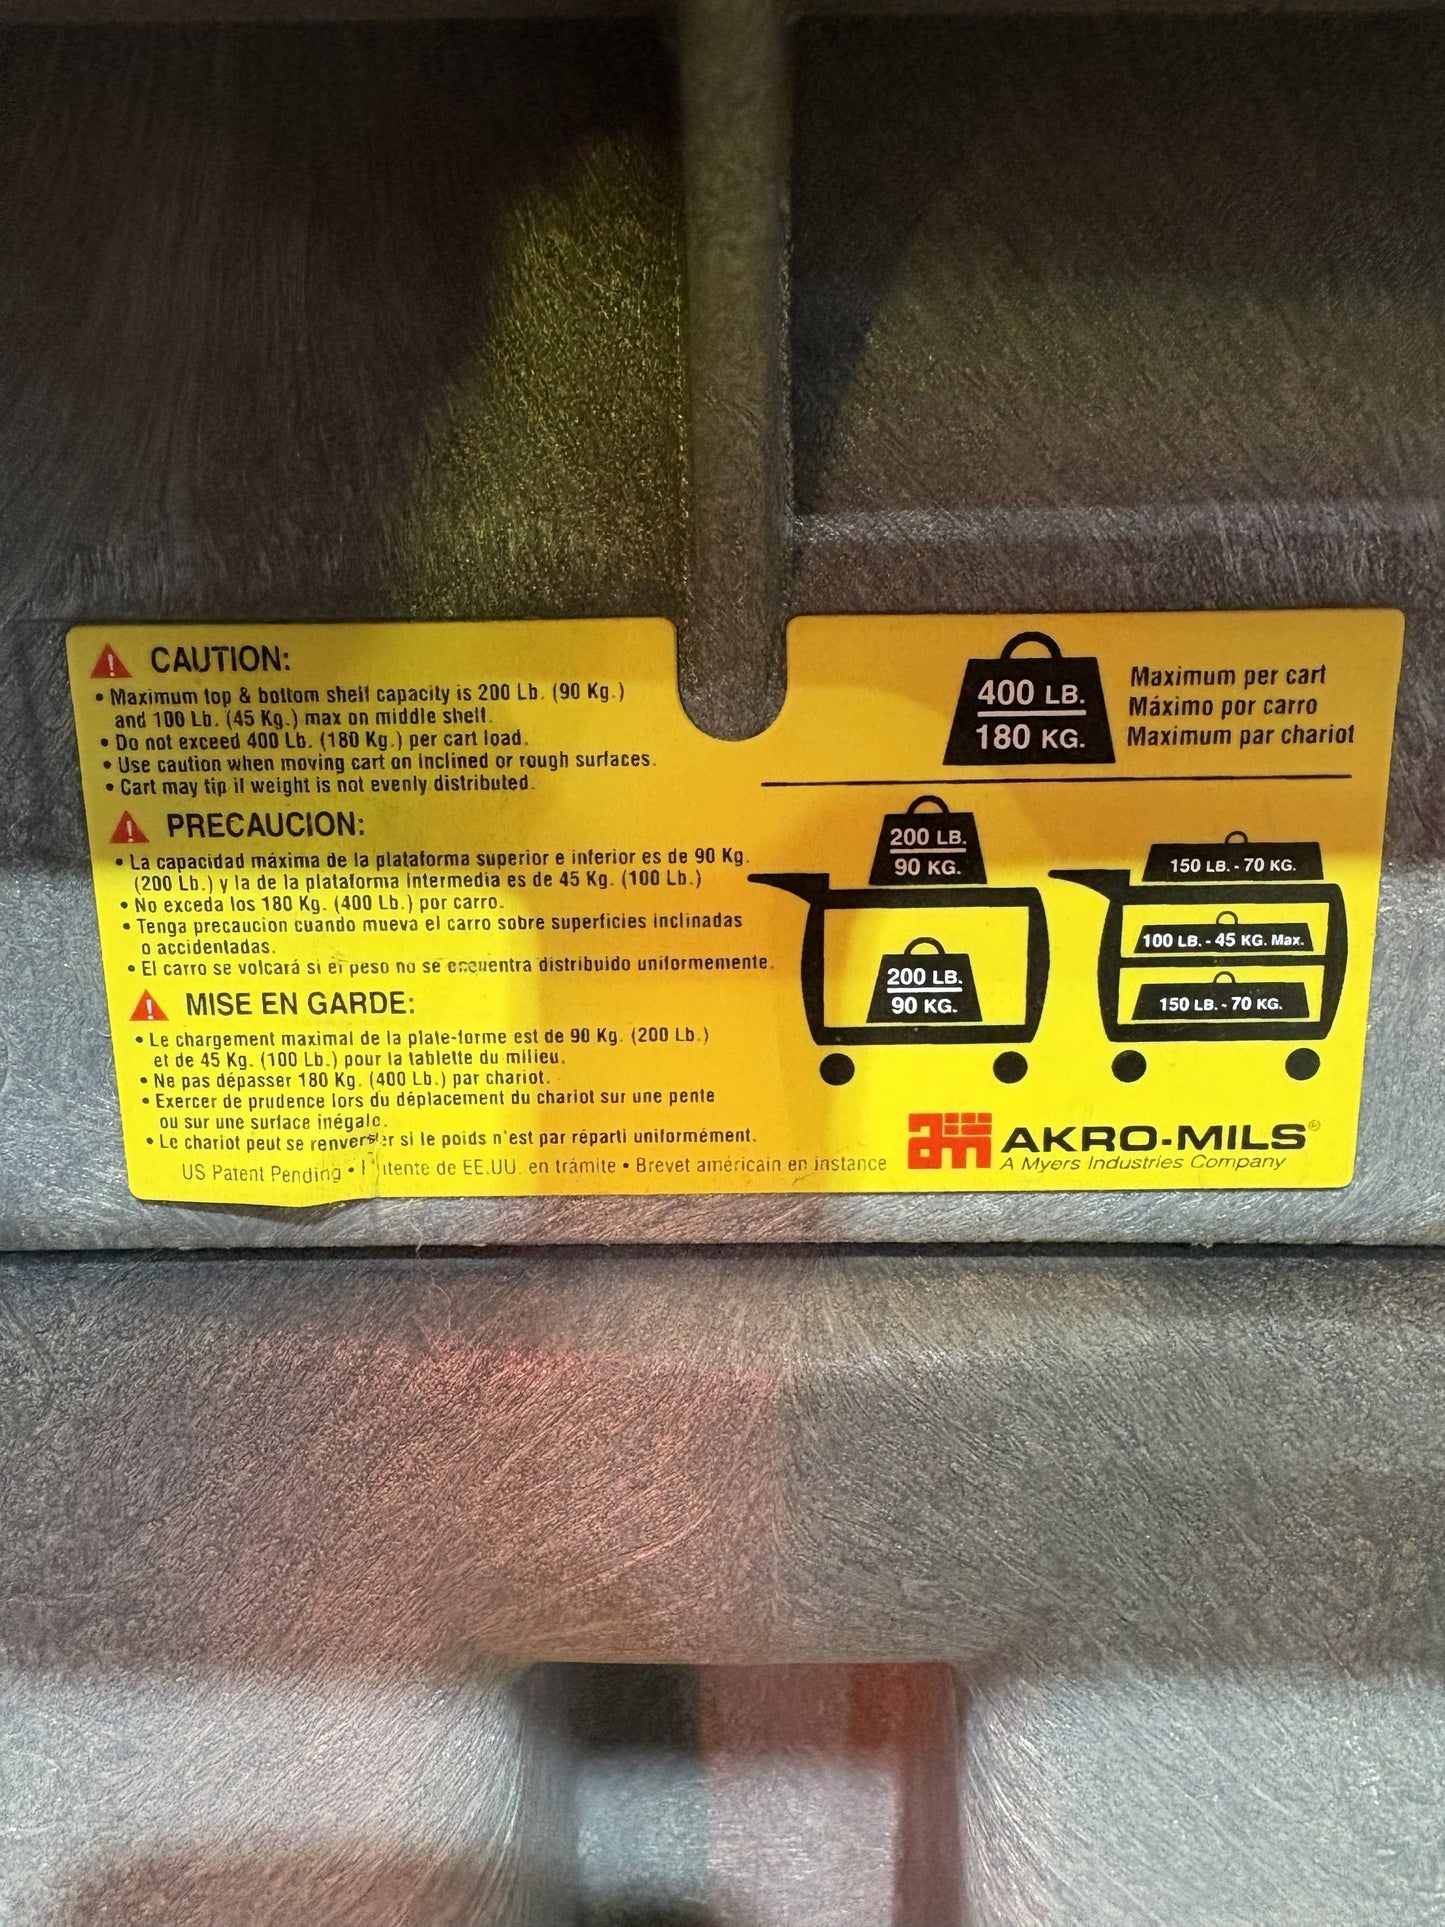 CAUTION:
• Maximum top & bottom shelf capacity is 200 Lb. (90 Kg.)
and 100 Lb. (45 Kg.) max on middle shelf.
• Do not exceed 400 Lb. (180 Kg.) per cart load.
• Use caution when moving cart on inclined or rough surfaces.
• Cart may tip if weight is not evenly distributed.
PRECAUCION:
• La capacidad máxima de la plataforma superior e inferior es de 90 Kg.
(200 Lb.) y la de la plataforma intermedia es de 45 Kg. (100 Lb.)
• No exceda los 180 Kg. (400 Lb.) por carro.
• Tenga precaucion cuando mueva el carro sobre superficies inclinadas
o accidentadas.
• El carro se volcará si el peso no se encuentra distribuido uniformemente.
MISE EN GARDE:
• Le chargement maximal de la plate-forme est de 90 Kg. (200 Lb.)
et de 45 Kg. (100 Lb.) pour la tablette du milieu.
• Ne pas dépasser 180 Kg. (400 Lb.) par chariot.
• Exercer de prudence lors du déplacement du chariot sur une pente
ou sur une surface inégale.
• Le chariot peut se renverser si le poids n'est par réparti uniformément.
US Patent Pending • de EE.UU. en trámite • Brevet américain en instance
400 LB.
180 KG.
Maximum per cart
Máximo por carro
Maximum par chariot
200 LB.
90 KG.
200 LB.
90 KG.
150 LB. - 70 KG.
100 LB. - 45 KG. Max.
150 LB. - 70 KG.
AKRO-MILS®
A Myers Industries Company